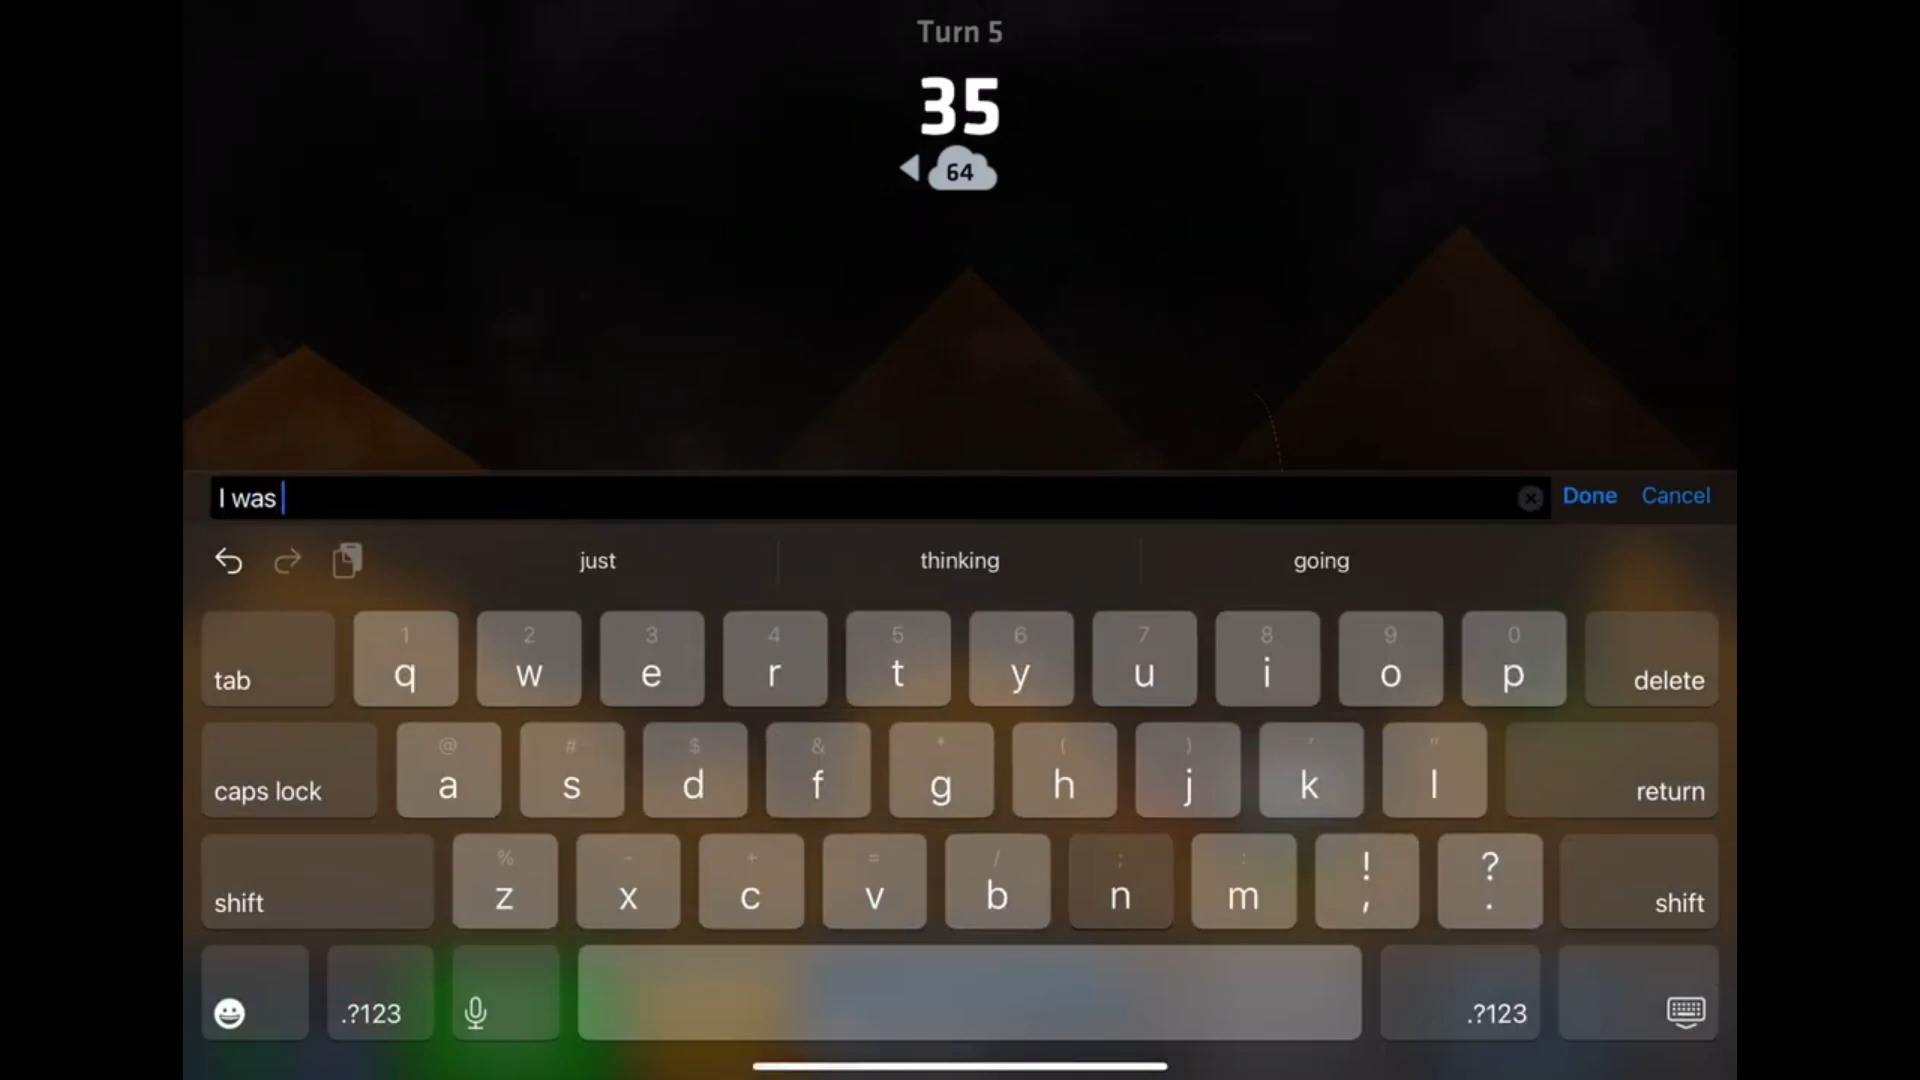 Turn 5
35
64
I was
Done Cancel
just thinking going
1 2 3 4 5 6 7 8 9 0
tab q w e r t y u i o p delete
@ # $ & * ( ) ' "
caps lock a s d f g h j k l return
% - + = / ; : ! ?
shift z x c v b n m , . shift
.?123 .?123